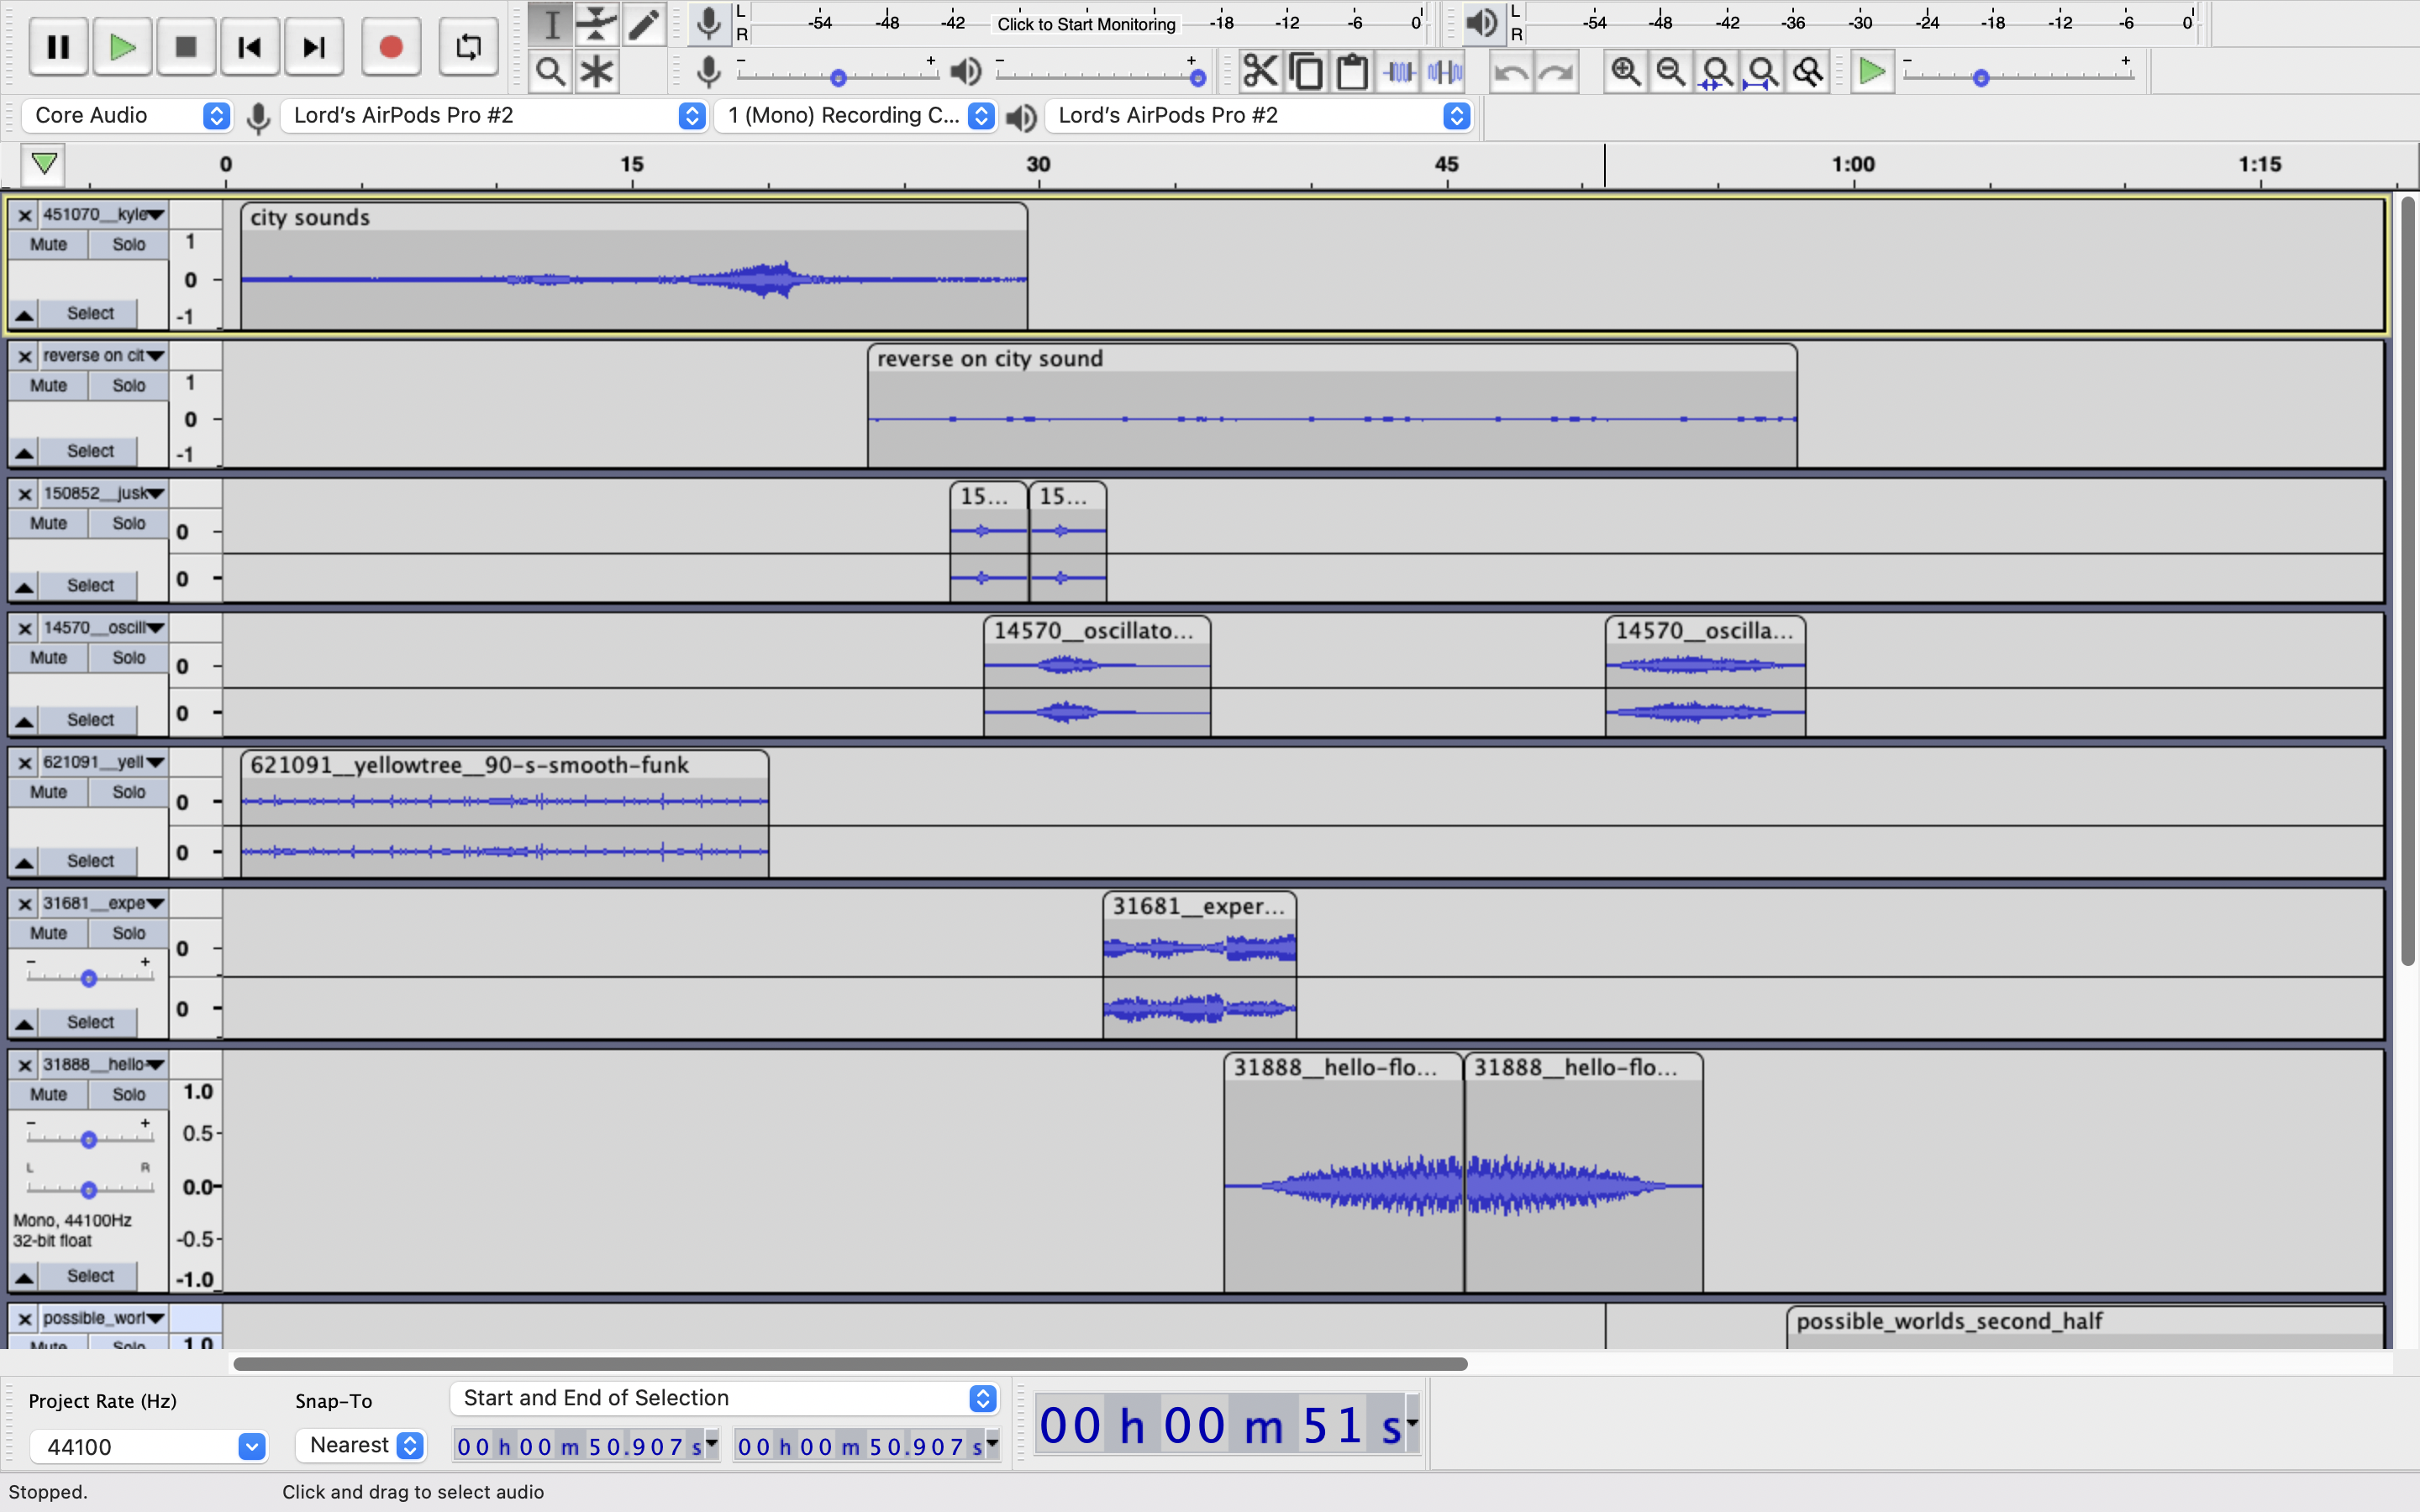 L
R
-54 -48 -42 Click to Start Monitoring -18 -12 -6 0
L
R
-54 -48 -42 -36 -30 -24 -18 -12 -6 0
- + - +
- +
Core Audio Lord's AirPods Pro #2 1 (Mono) Recording C... Lord's AirPods Pro #2
0 15 30 45 1:00 1:15
451070__kyle city sounds
Mute Solo 1
0
Select -1
reverse on cit reverse on city sound
Mute Solo 1
0
Select -1
150852__jusk 15... 15...
Mute Solo 0
Select 0
14570__oscill 14570__oscillato... 14570__oscilla...
Mute Solo 0
Select 0
621091__yell 621091__yellowtree__90-s-smooth-funk
Mute Solo 0
Select 0
31681__expe 31681__exper...
Mute Solo 0
- +
Select 0
31888__hello- 31888__hello-flo... 31888__hello-flo...
Mute Solo 1.0
- + 0.5
L R
0.0
Mono, 44100Hz
32-bit float -0.5
Select -1.0
possible_worl possible_worlds_second_half
Mute Solo 1.0
Project Rate (Hz) Snap-To Start and End of Selection
44100 Nearest 00 h 00 m 50.907 s 00 h 00 m 50.907 s
00 h 00 m 51 s
Stopped. Click and drag to select audio